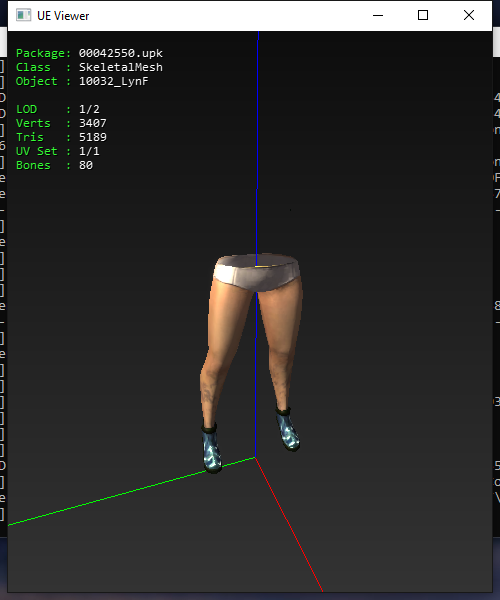 UE Viewer
Package: 00042550.upk
Class : SkeletalMesh
Object : 10032_LynF
LOD : 1/2
Verts : 3407
Tris : 5189
UV Set : 1/1
Bones : 80